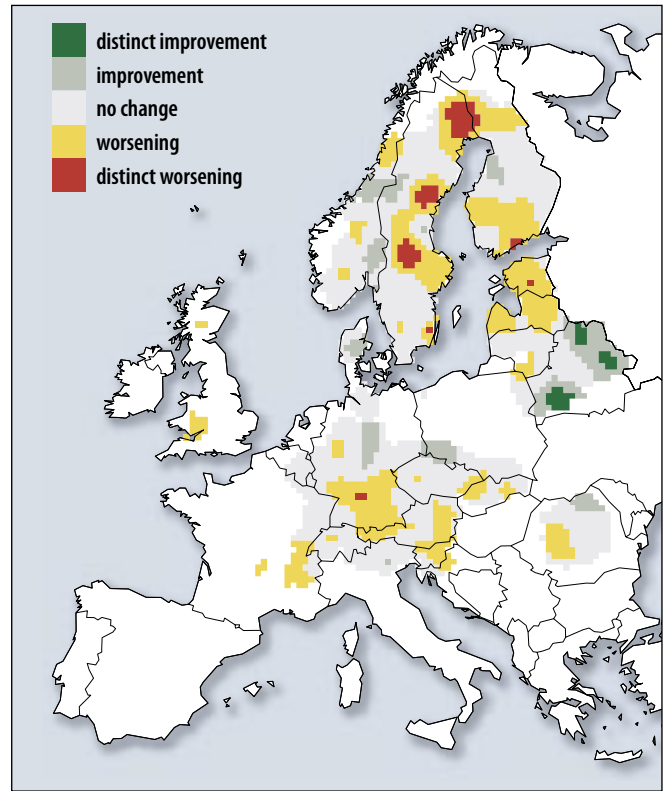 distinct improvement
improvement
no change
worsening
distinct worsening